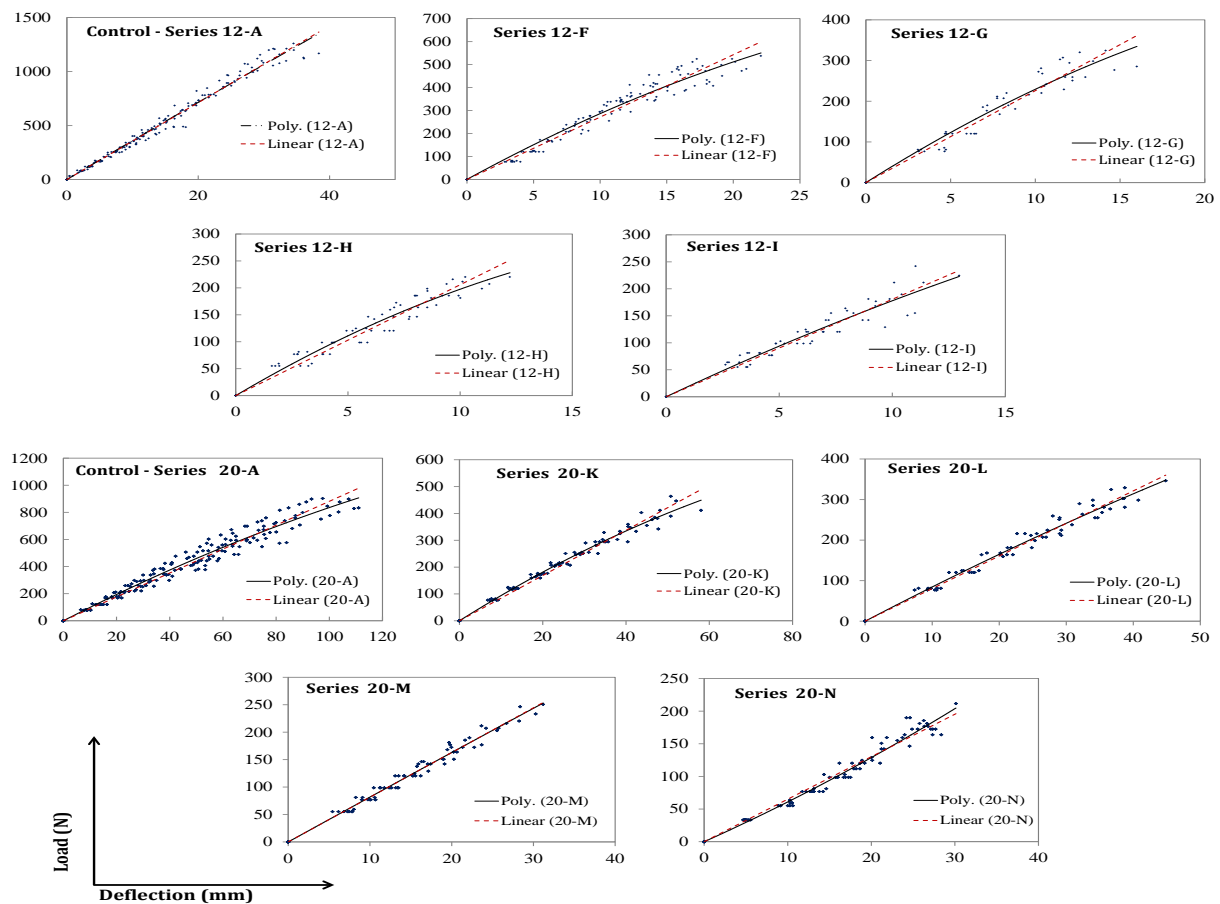 Control - Series 12-A
1500
1000
500
0
0 20 40
Poly. (12-A)
Linear (12-A)
Series 12-F
700
600
500
400
300
200
100
0
0 5 10 15 20 25
Poly. (12-F)
Linear (12-F)
Series 12-G
400
300
200
100
0
0 5 10 15 20
Poly. (12-G)
Linear (12-G)
Series 12-H
300
250
200
150
100
50
0
0 5 10 15
Poly. (12-H)
Linear (12-H)
Series 12-I
300
250
200
150
100
50
0
0 5 10 15
Poly. (12-I)
Linear (12-I)
Control - Series 20-A
1200
1000
800
600
400
200
0
0 20 40 60 80 100 120
Poly. (20-A)
Linear (20-A)
Series 20-K
600
500
400
300
200
100
0
0 20 40 60 80
Poly. (20-K)
Linear (20-K)
Series 20-L
400
300
200
100
0
0 10 20 30 40 50
Poly. (20-L)
Linear (20-L)
Series 20-M
300
250
200
150
100
50
0
0 10 20 30 40
Poly. (20-M)
Linear (20-M)
Series 20-N
250
200
150
100
50
0
0 10 20 30 40
Poly. (20-N)
Linear (20-N)
Load (N)
Deflection (mm)